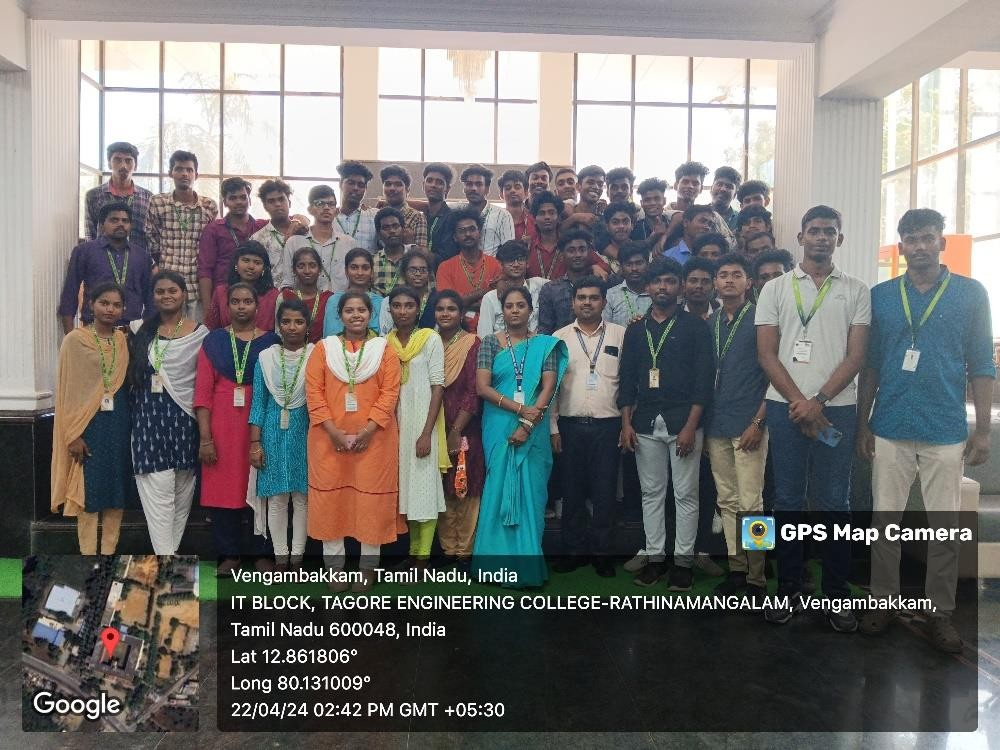 GPS Map Camera
Vengambakkam, Tamil Nadu, India
IT BLOCK, TAGORE ENGINEERING COLLEGE-RATHINAMANGALAM, Vengambakkam,
Tamil Nadu 600048, India
Lat 12.861806°
Long 80.131009°
22/04/24 02:42 PM GMT +05:30
Google